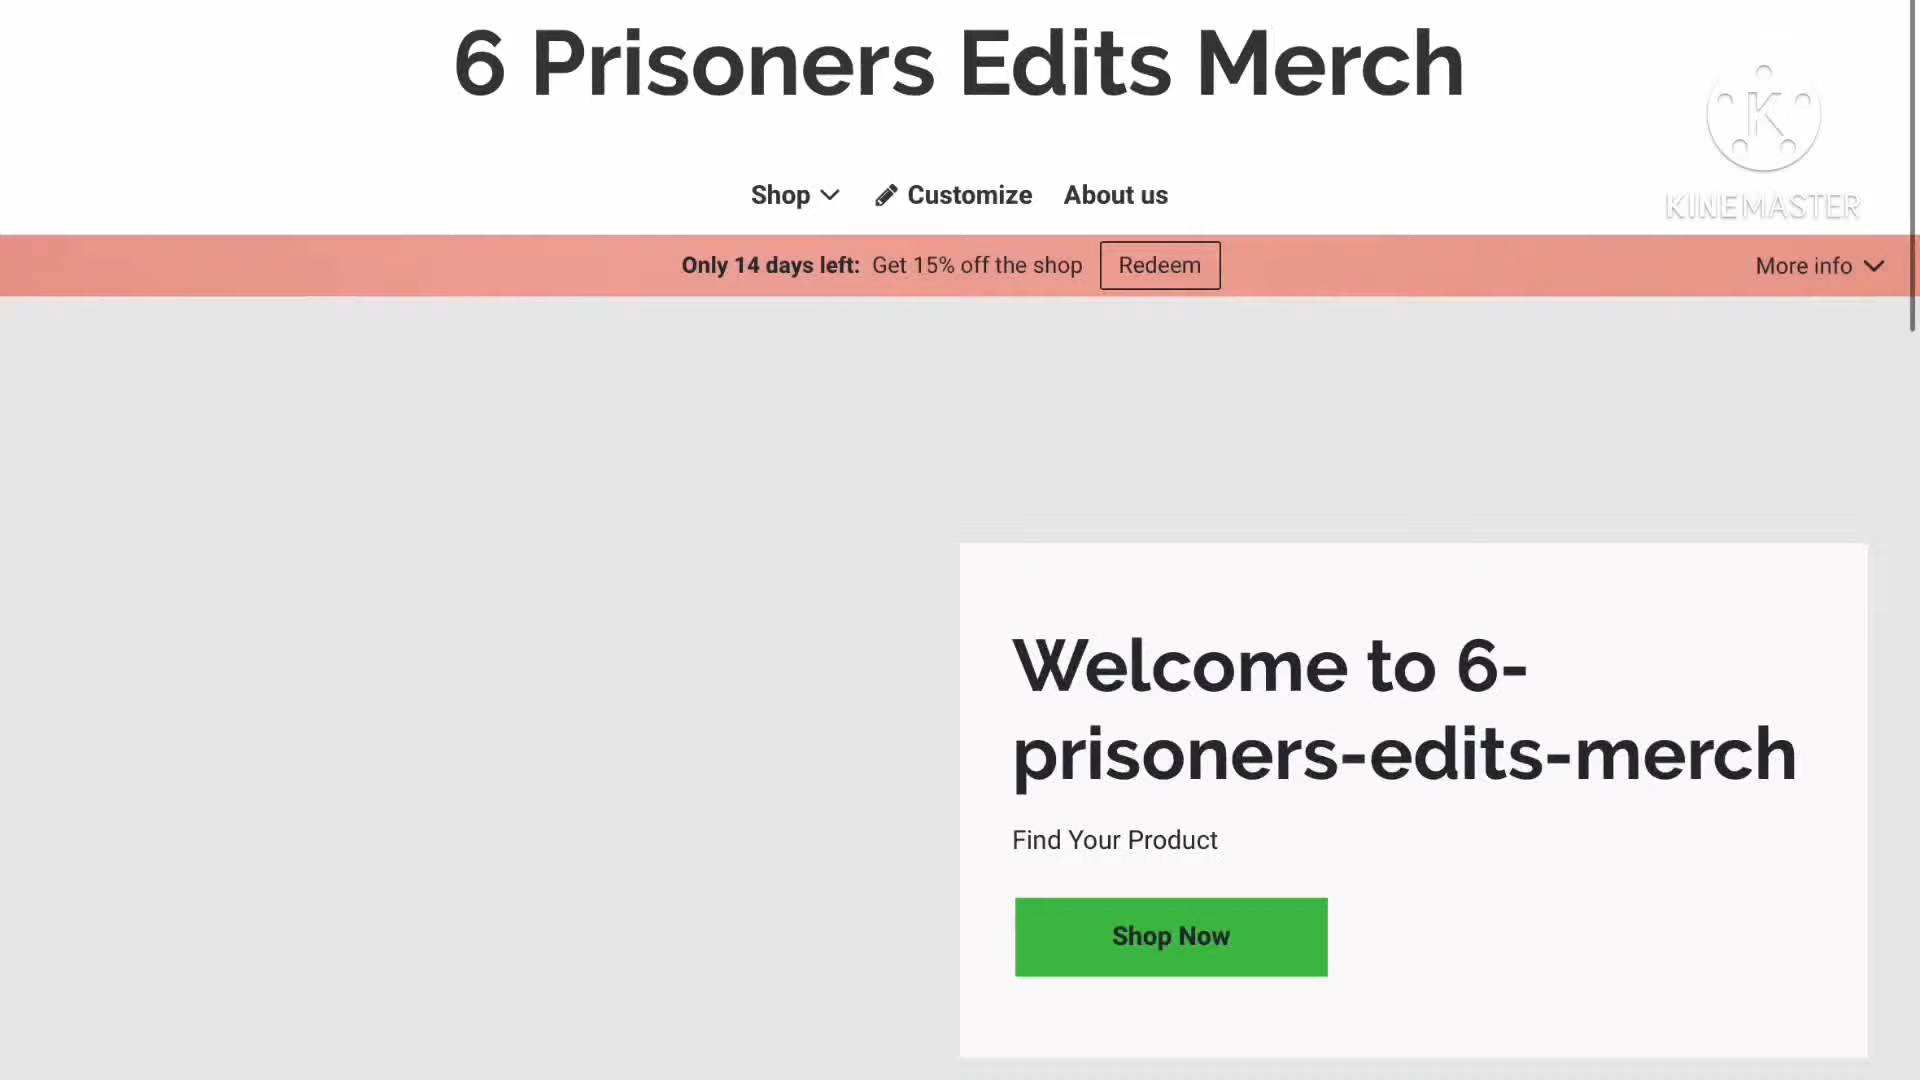 6 Prisoners Edits Merch
K
KINEMASTER
Shop Customize About us
Only 14 days left: Get 15% off the shop Redeem More info
Welcome to 6-
prisoners-edits-merch
Find Your Product
Shop Now